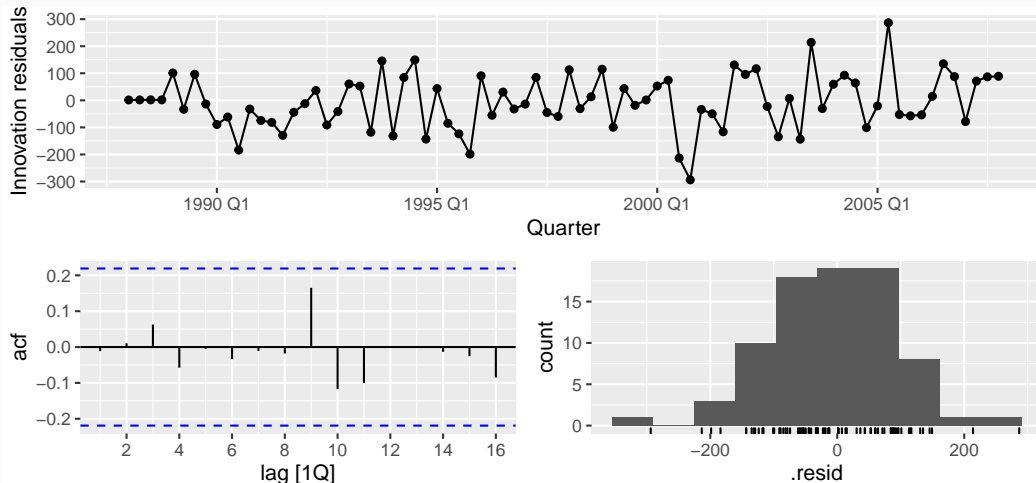 Innovation residuals
300
200
100
0
−100
−200
−300
1990 Q1
1995 Q1
2000 Q1
2005 Q1
Quarter
acf
0.2
0.1
0.0
−0.1
−0.2
2
4
6
8
10
12
14
16
lag [1Q]
count
15
10
5
0
−200
0
200
.resid